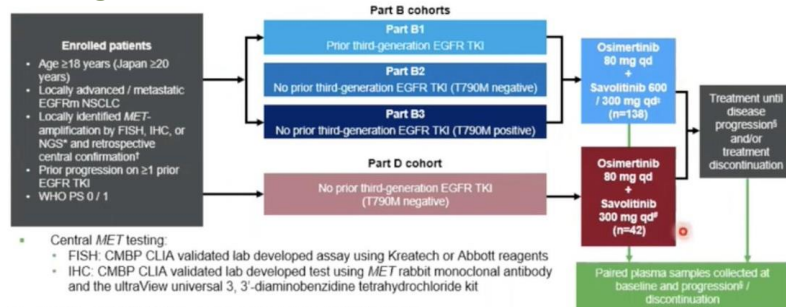 Part B cohorts
Enrolled patients
• Age ≥18 years (Japan ≥20
years)
• Locally advanced / metastatic
EGFRm NSCLC
• Locally identified MET-
amplification by FISH, IHC, or
NGS* and retrospective
central confirmation†
• Prior progression on ≥1 prior
EGFR TKI
• WHO PS 0 / 1
Part B1
Prior third-generation EGFR TKI
Part B2
No prior third-generation EGFR TKI (T790M negative)
Part B3
No prior third-generation EGFR TKI (T790M positive)
Part D cohort
No prior third-generation EGFR TKI
(T790M negative)
Osimertinib
80 mg qd
+
Savolitinib 600
/ 300 mg qd‡
(n=138)
Osimertinib
80 mg qd
+
Savolitinib
300 mg qd#
(n=42)
Treatment until
disease
progression§
and/or
treatment
discontinuation
Paired plasma samples collected at
baseline and progression§ /
discontinuation
Central MET testing:
• FISH: CMBP CLIA validated lab developed assay using Kreatech or Abbott reagents
• IHC: CMBP CLIA validated lab developed test using MET rabbit monoclonal antibody
and the ultraView universal 3, 3'-diaminobenzidine tetrahydrochloride kit